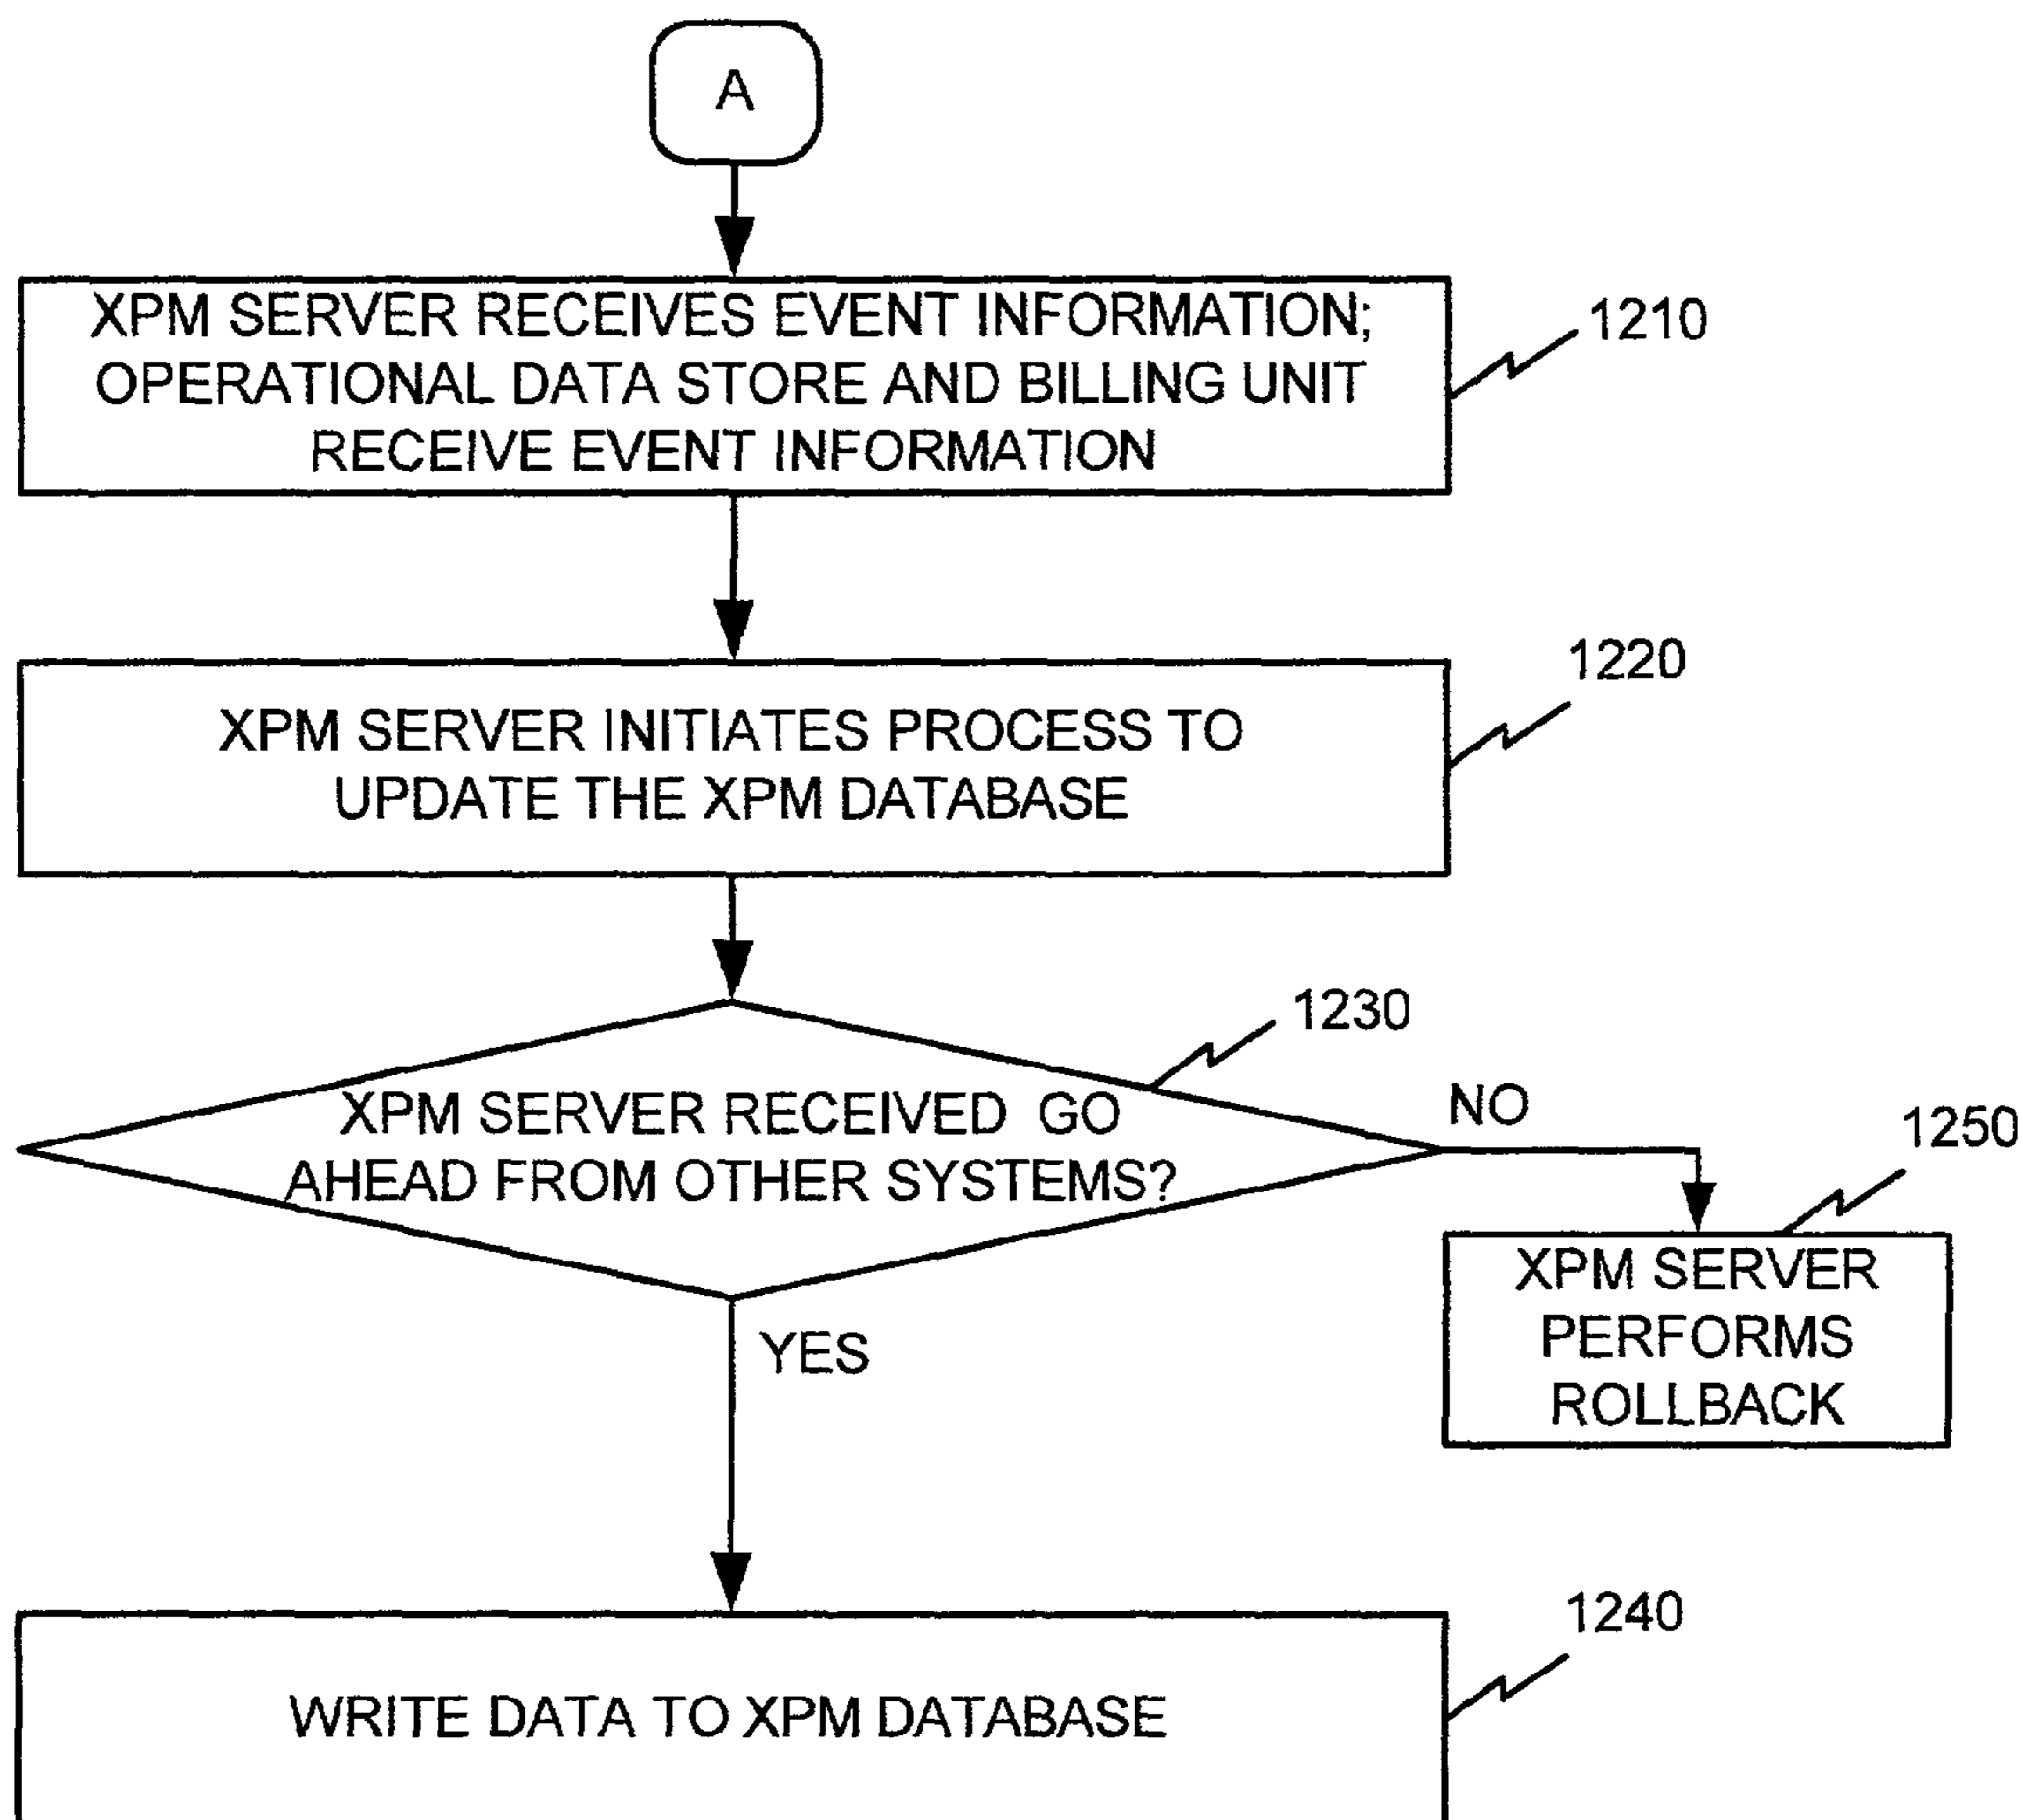 A
XPM SERVER RECEIVES EVENT INFORMATION;
OPERATIONAL DATA STORE AND BILLING UNIT
RECEIVE EVENT INFORMATION
1210
XPM SERVER INITIATES PROCESS TO
UPDATE THE XPM DATABASE
1220
1230
XPM SERVER RECEIVED GO
AHEAD FROM OTHER SYSTEMS?
NO
1250
XPM SERVER
PERFORMS
ROLLBACK
YES
1240
WRITE DATA TO XPM DATABASE